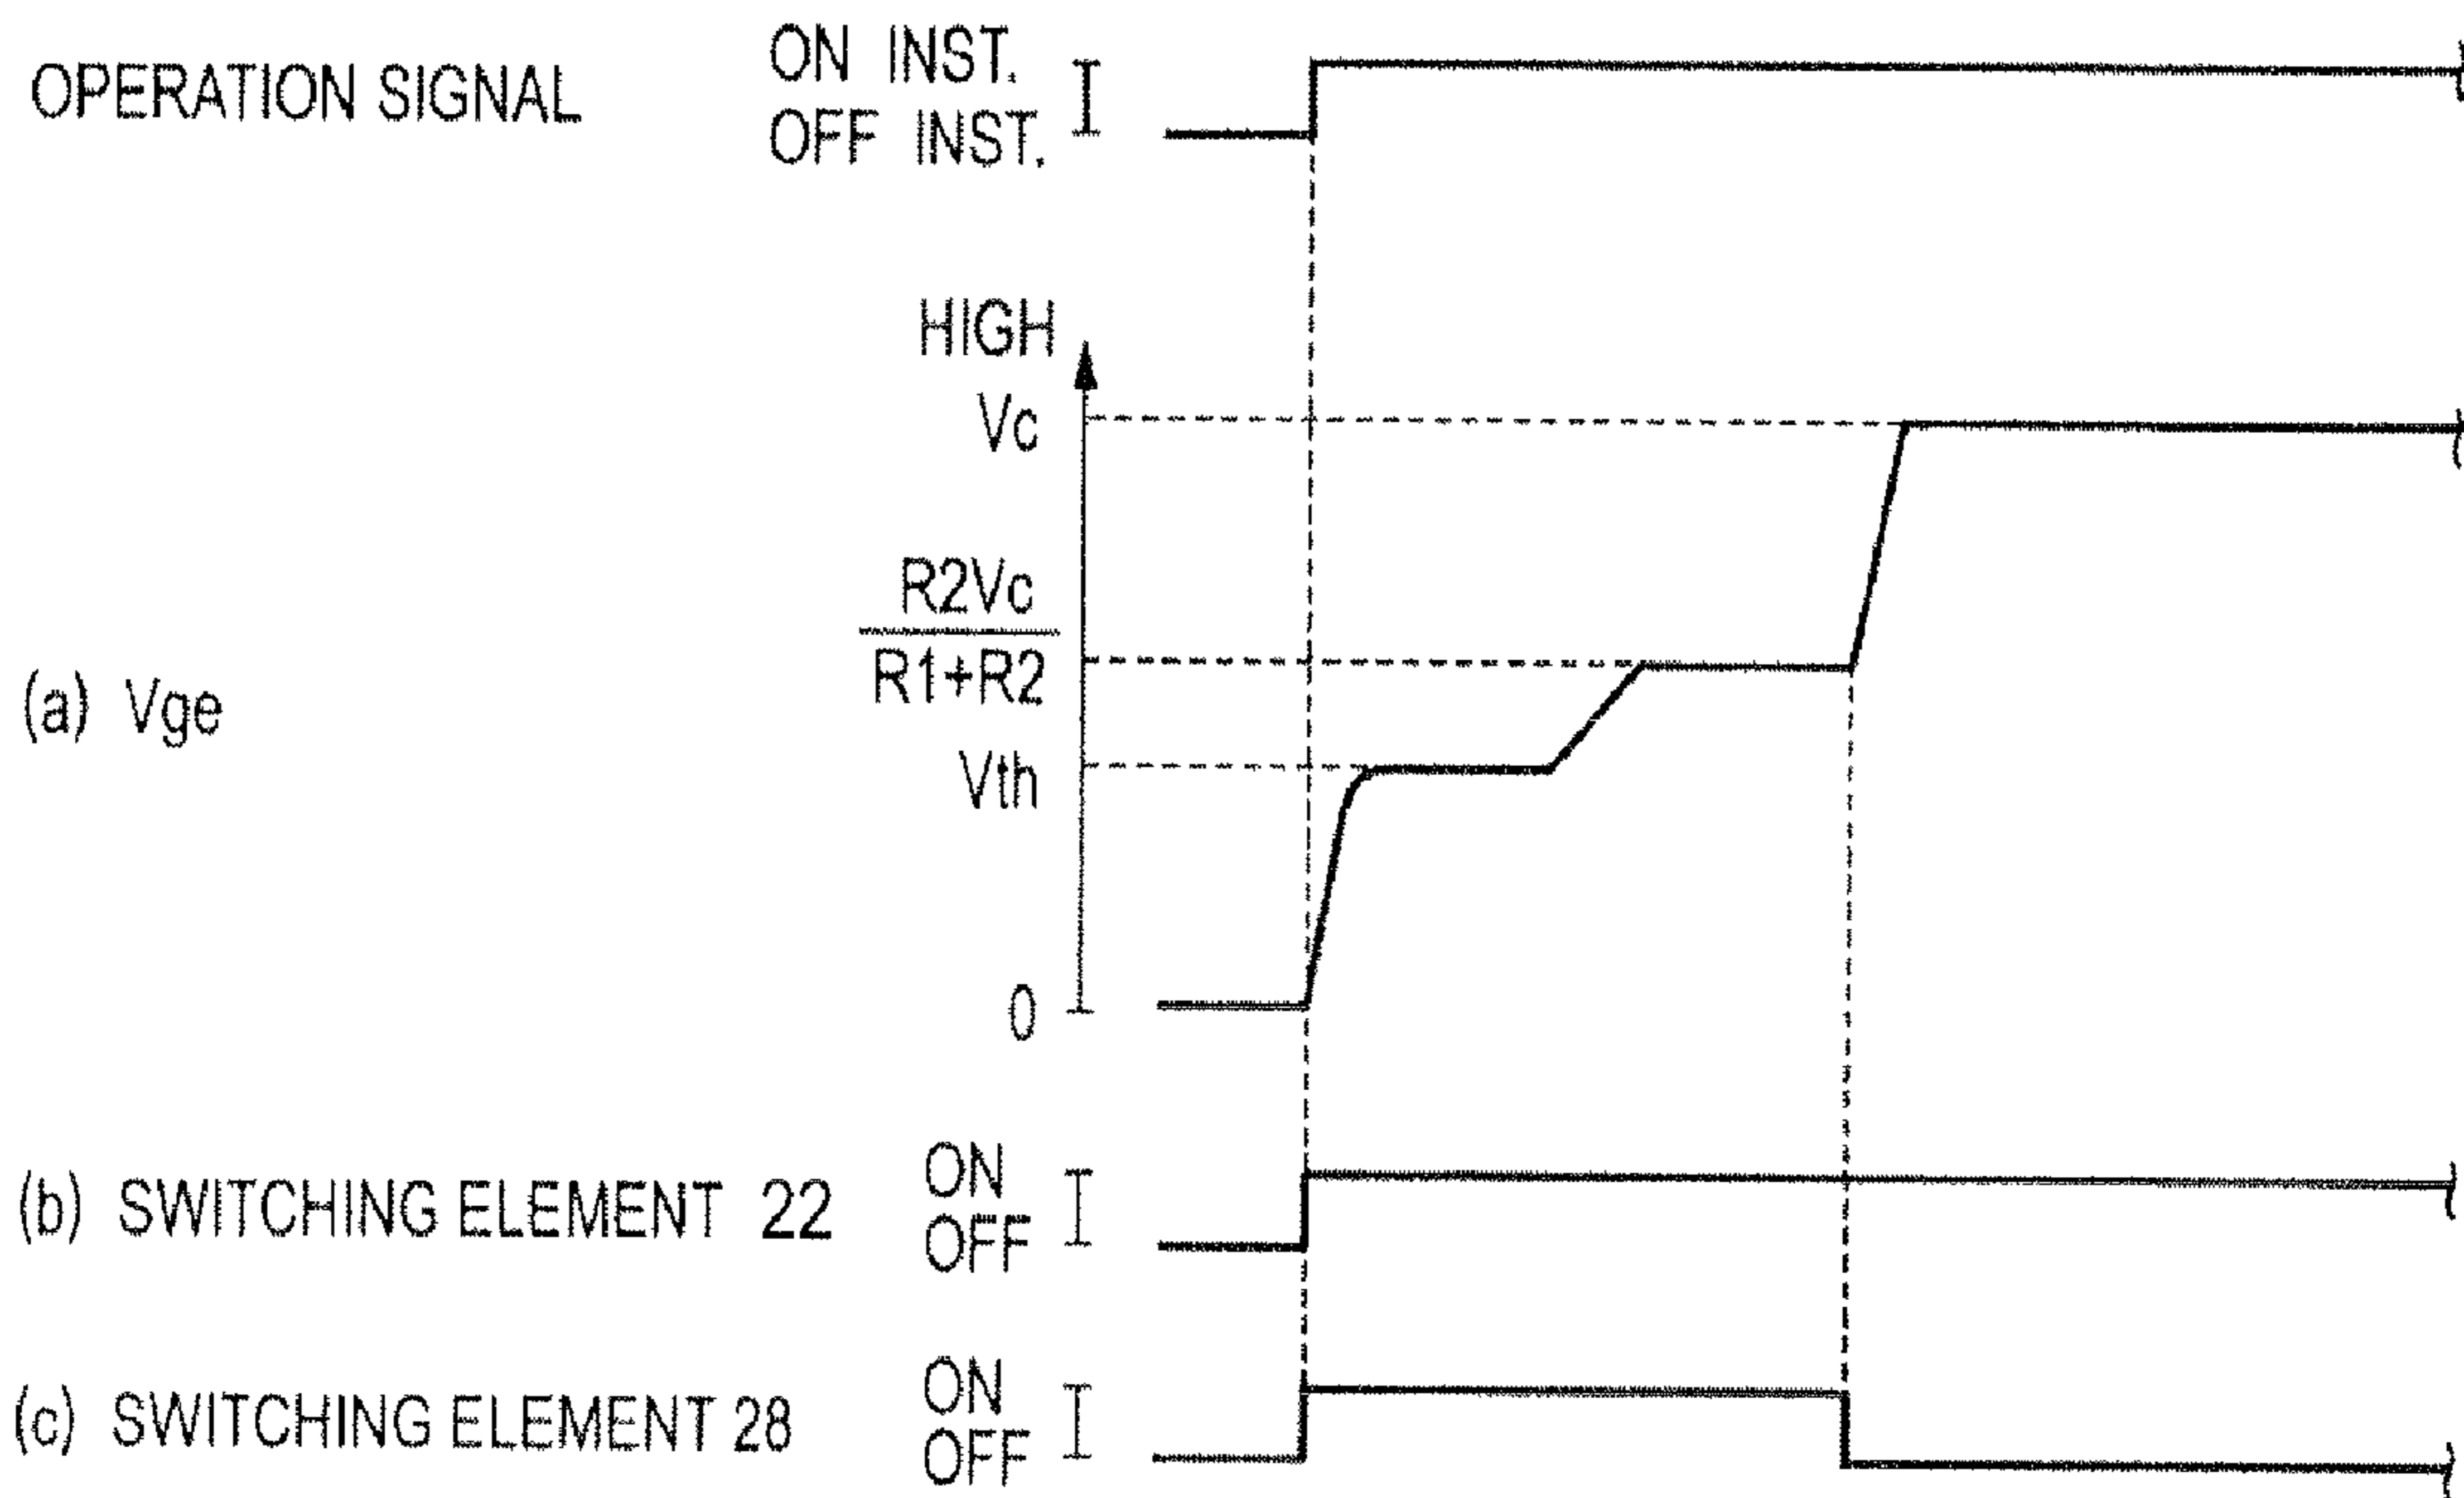 OPERATION SIGNAL
ON INST.
OFF INST.
HIGH
Vc
R2Vc
R1+R2
(a) Vge
Vth
0
(b) SWITCHING ELEMENT 22
ON
OFF
(c) SWITCHING ELEMENT 28
ON
OFF